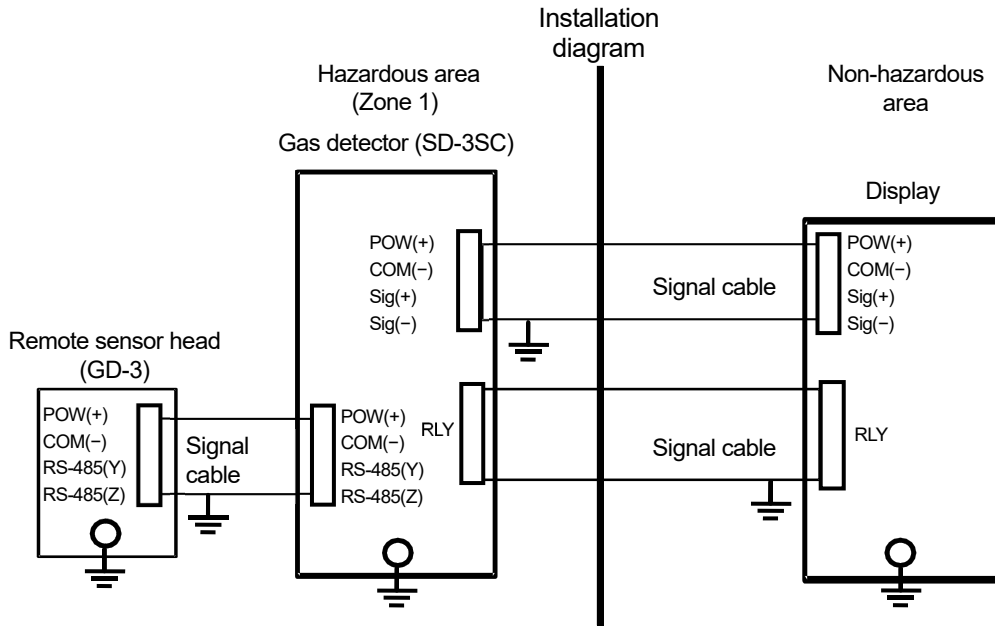 Installation
diagram
Hazardous area
(Zone 1)
Non-hazardous
area
Gas detector (SD-3SC)
Display
POW(+)
COM(−)
Sig(+)
Sig(−)
Signal cable
POW(+)
COM(−)
Sig(+)
Sig(−)
Remote sensor head
(GD-3)
POW(+)
COM(−)
RS-485(Y)
RS-485(Z)
Signal
cable
POW(+)
COM(−)
RS-485(Y)
RS-485(Z)
RLY
Signal cable
RLY